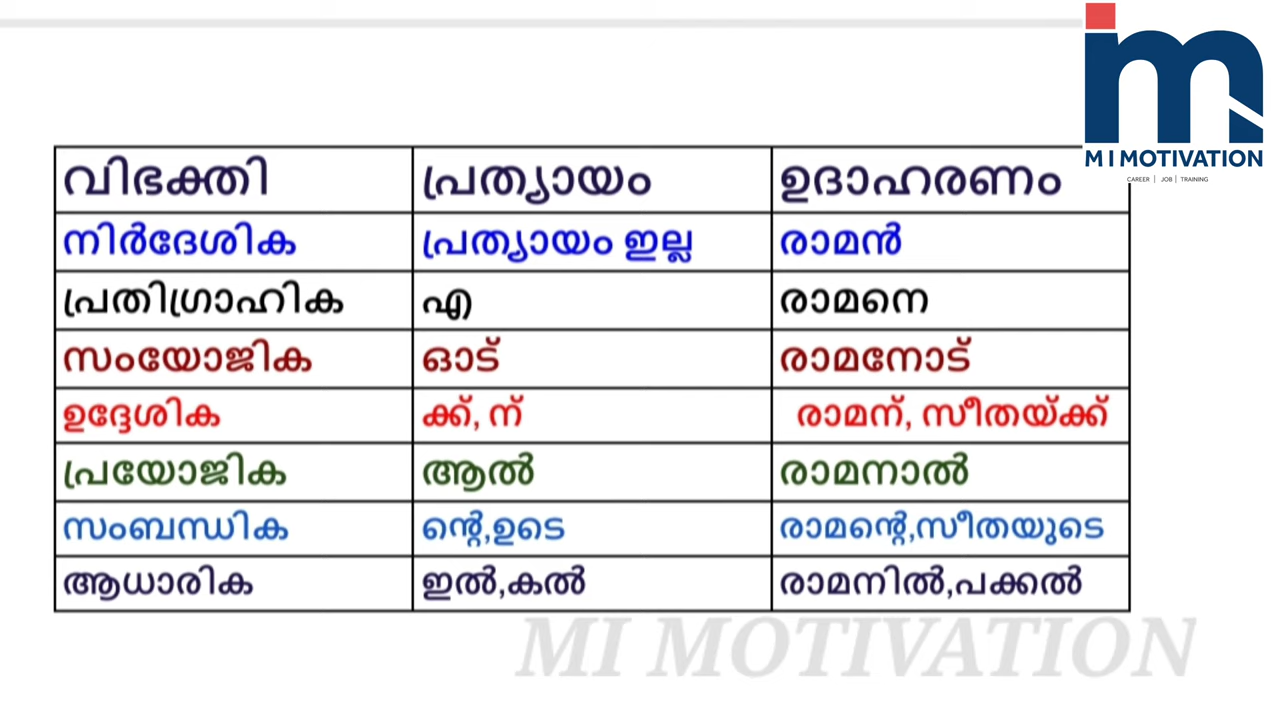 M I MOTIVATION
CAREER | JOB | TRAINING
വിഭക്തി പ്രത്യായം ഉദാഹരണം
നിർദേശിക പ്രത്യായം ഇല്ല രാമൻ
പ്രതിഗ്രാഹിക എ രാമനെ
സംയോജിക ഓട് രാമനോട്
ഉദ്ദേശിക ക്ക്, ന് രാമന്, സീതയ്ക്ക്
പ്രയോജിക ആൽ രാമനാൽ
സംബന്ധിക ന്റെ,ഉടെ രാമന്റെ,സീതയുടെ
ആധാരിക ഇൽ,കൽ രാമനിൽ,പക്കൽ
MI MOTIVATION